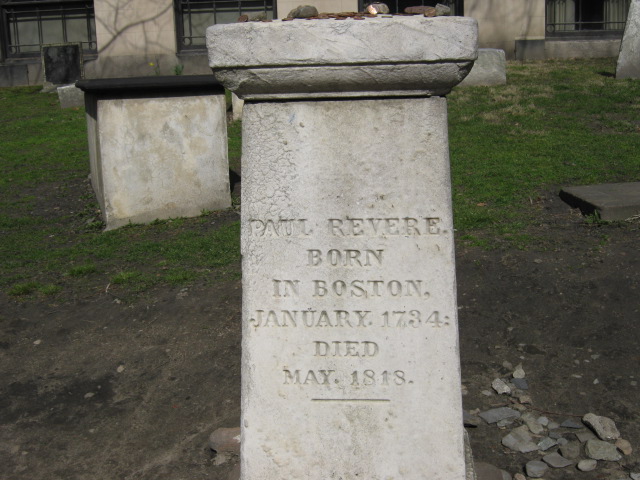 PAUL REVERE.
BORN
IN BOSTON,
JANUARY. 1734:
DIED
MAY. 1818.